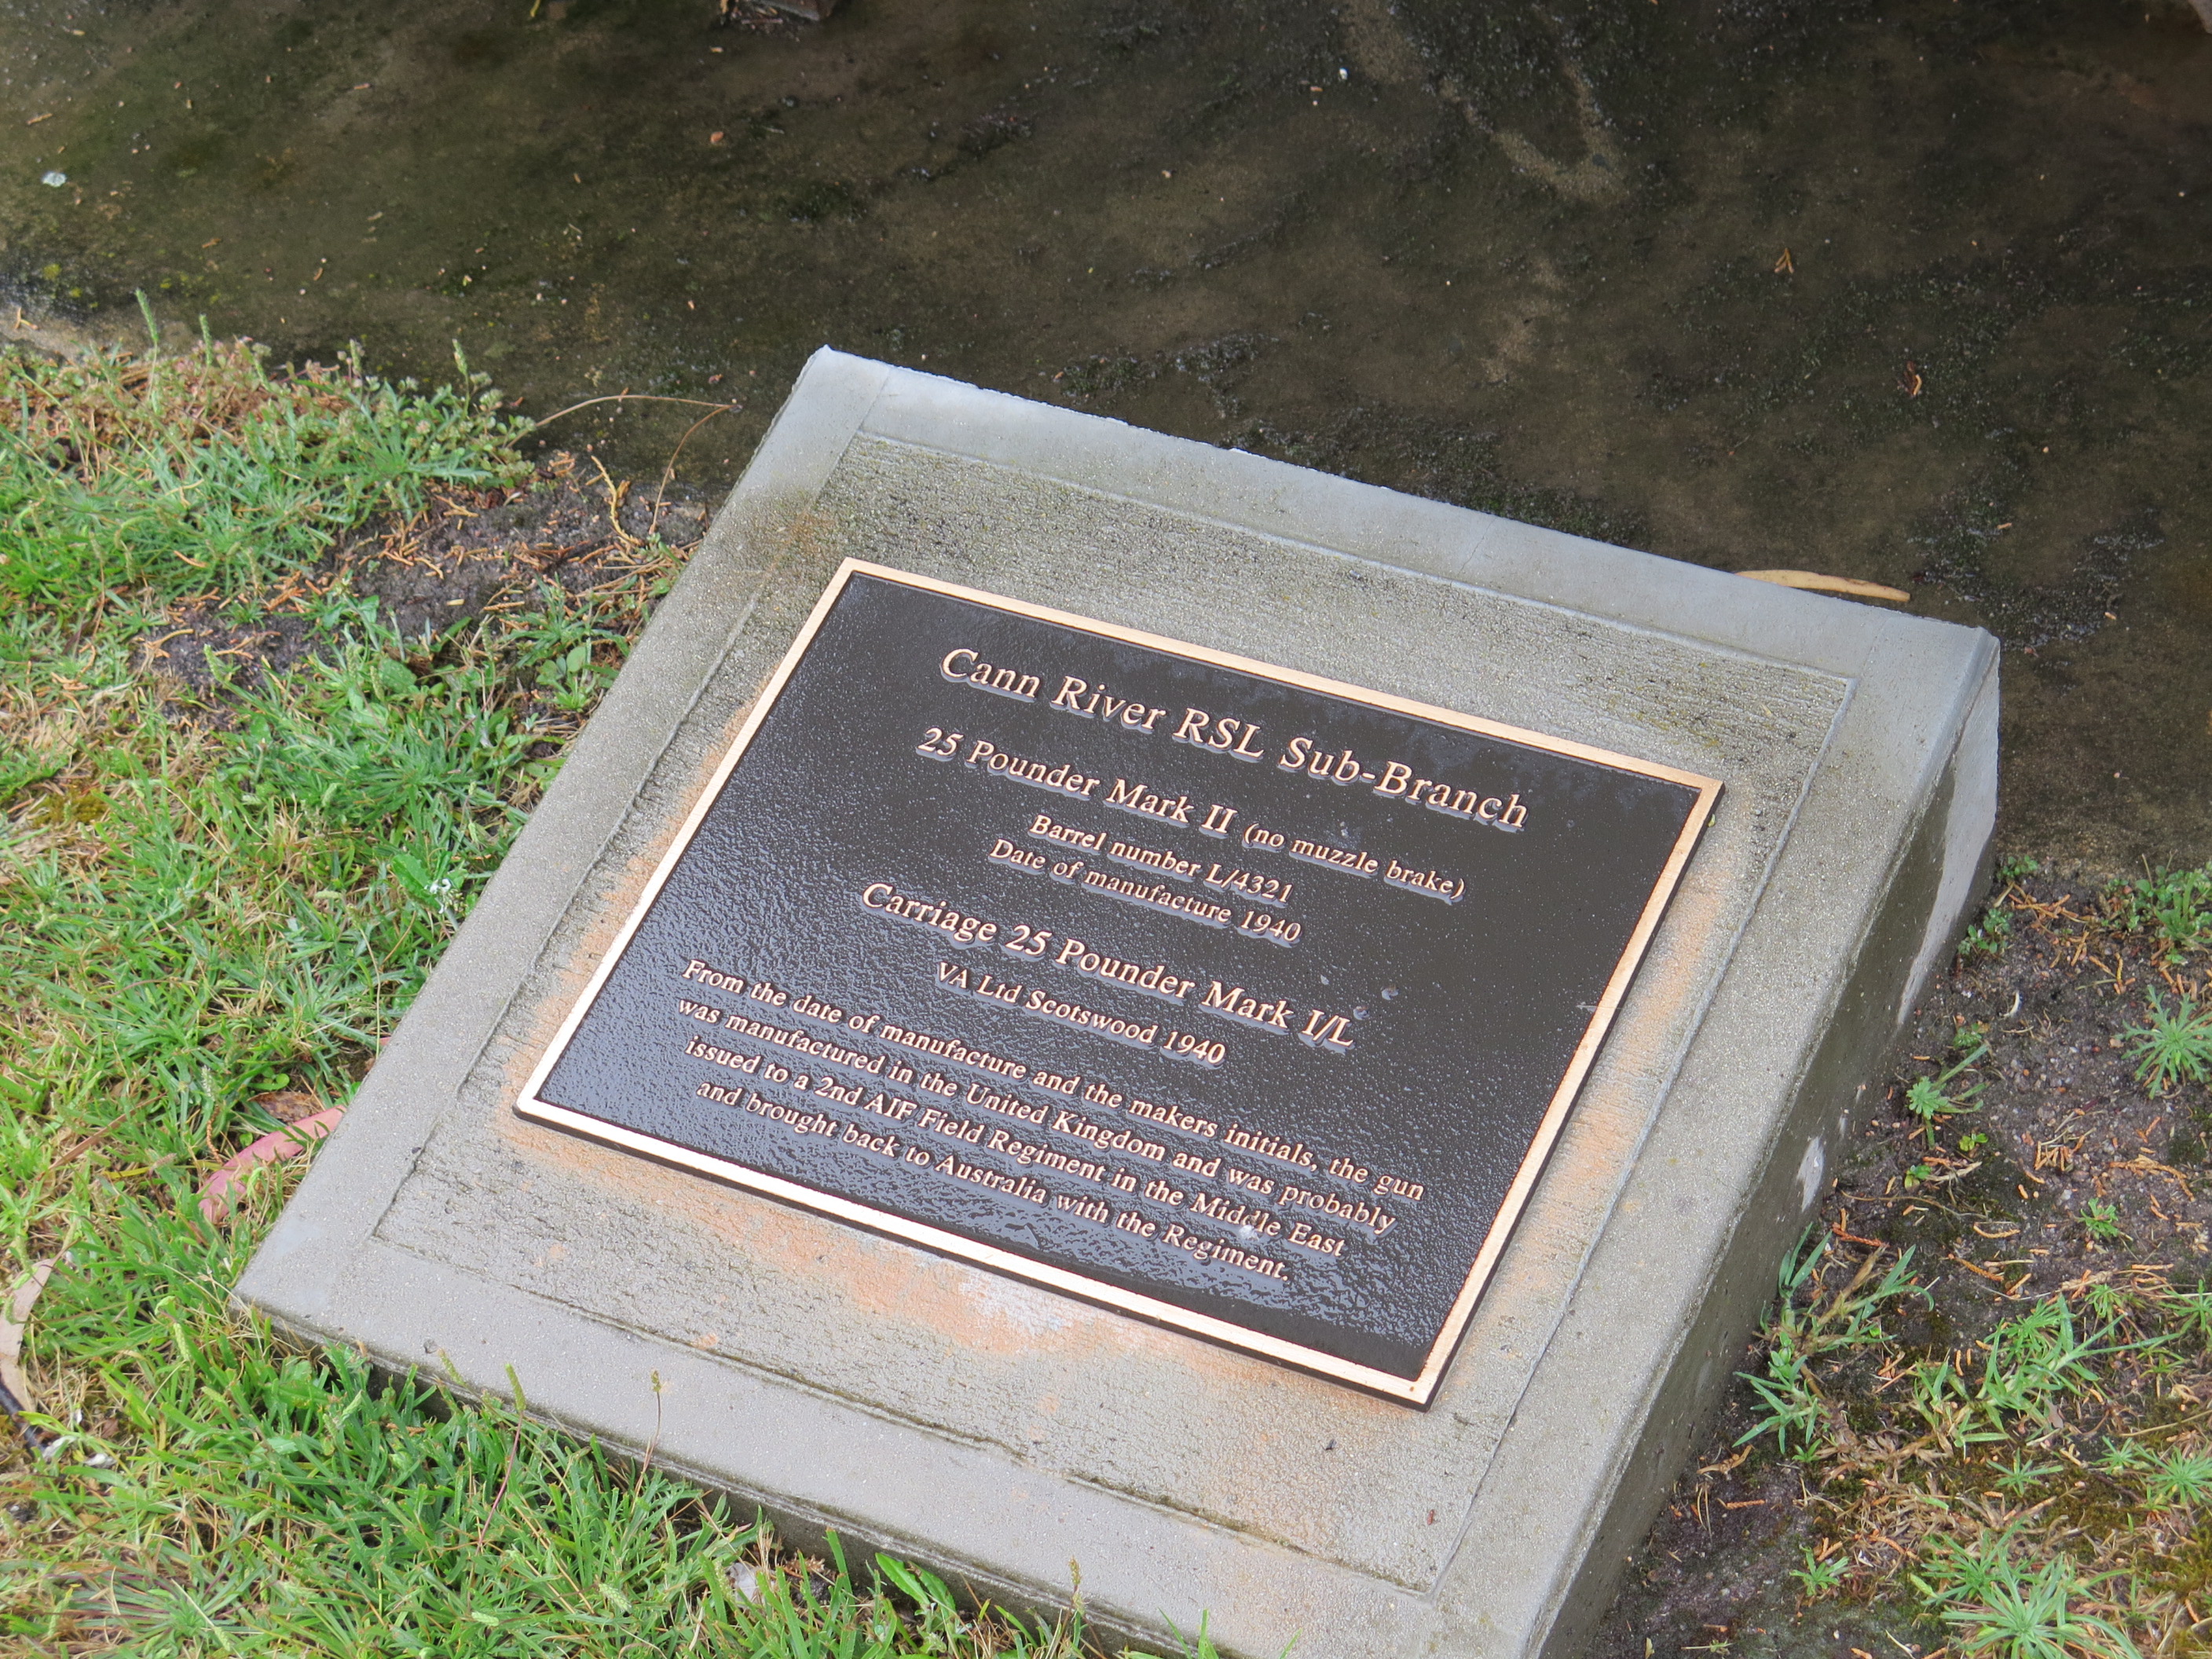 Cann River RSL Sub-Branch
25 Pounder Mark II (no muzzle brake)
Barrel number L/4321
Date of manufacture 1940
Carriage 25 Pounder Mark I/L
VA Ltd Scotswood 1940
From the date of manufacture and the makers initials, the gun
was manufactured in the United Kingdom and was probably
issued to a 2nd AIF Field Regiment in the Middle East
and brought back to Australia with the Regiment.